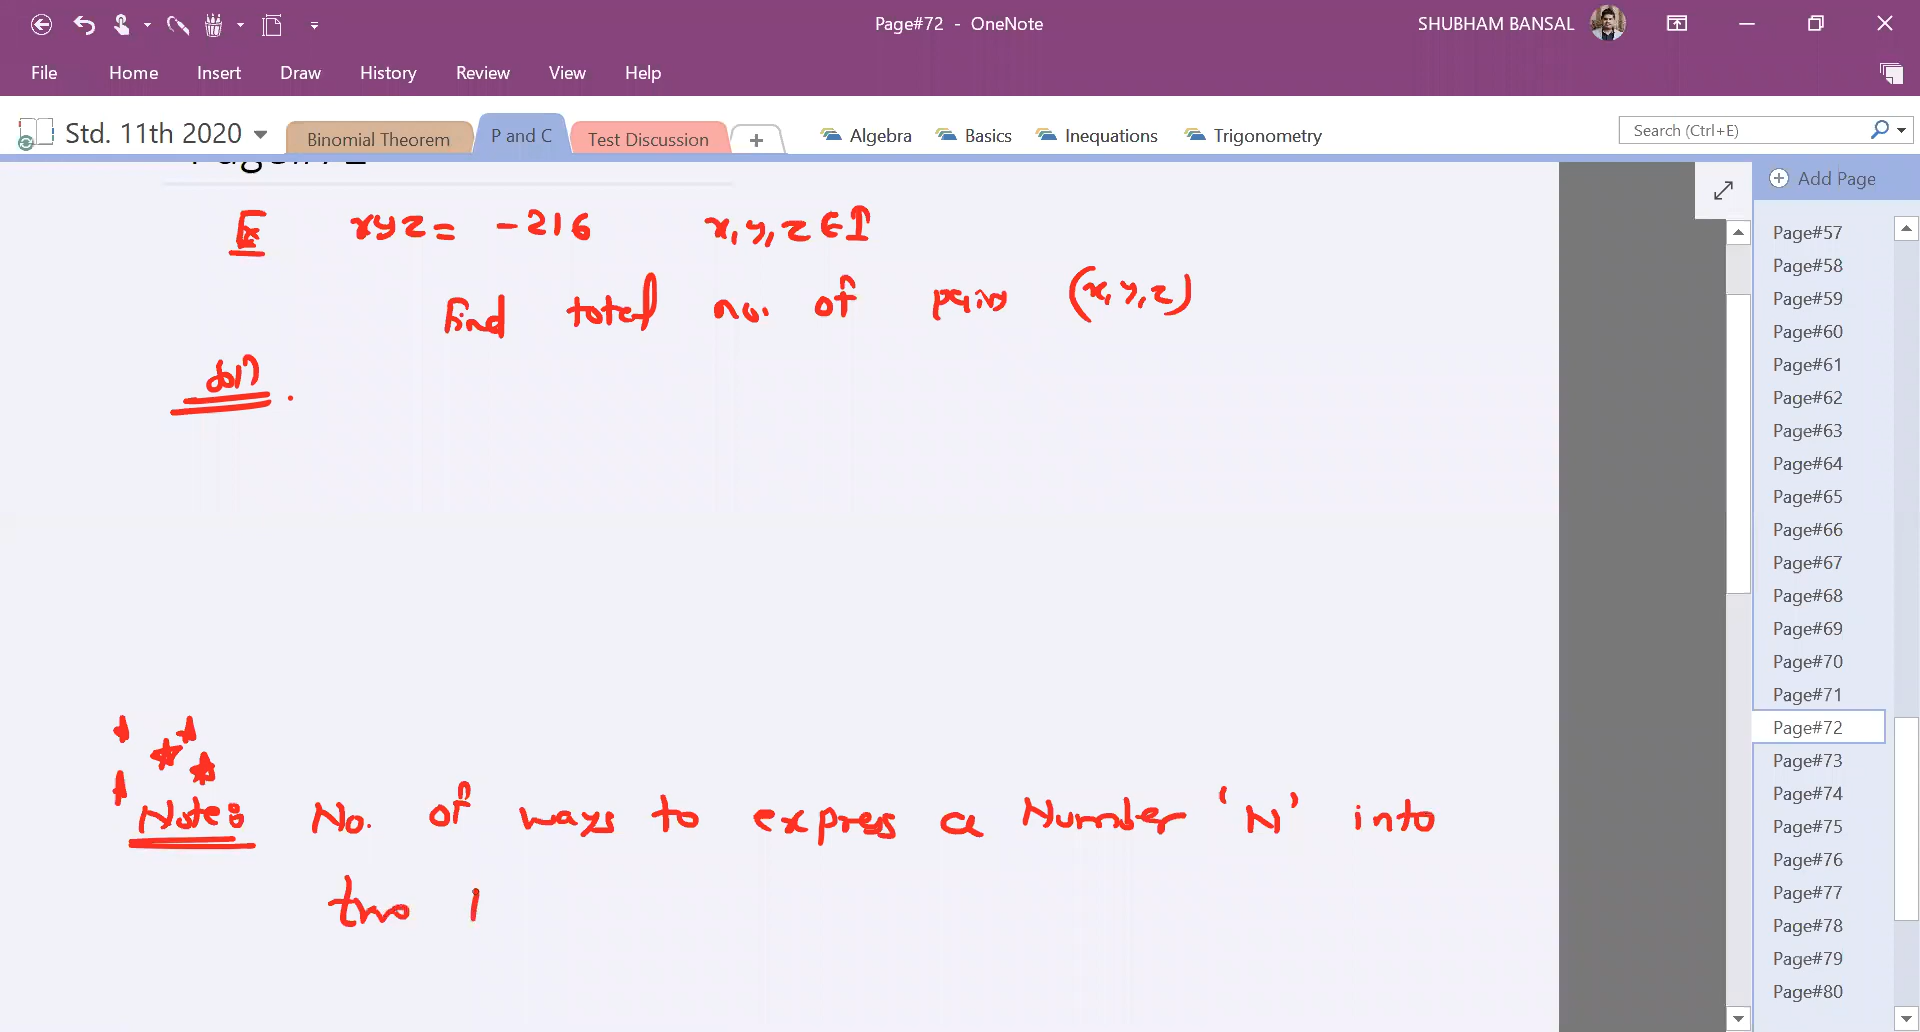 Page#72 - OneNote
SHUBHAM BANSAL
File Home Insert Draw History Review View Help
Std. 11th 2020
Binomial Theorem
P and C
Test Discussion
Algebra
Basics
Inequations
Trigonometry
Search (Ctrl+E)
Page#72
Ex xyz = -216 x, y, z ∈ I
Find total no. of pairs (x, y, z)
Solⁿ.
Note: No. of ways to express a Number 'N' into
two
Add Page
Page#57
Page#58
Page#59
Page#60
Page#61
Page#62
Page#63
Page#64
Page#65
Page#66
Page#67
Page#68
Page#69
Page#70
Page#71
Page#72
Page#73
Page#74
Page#75
Page#76
Page#77
Page#78
Page#79
Page#80